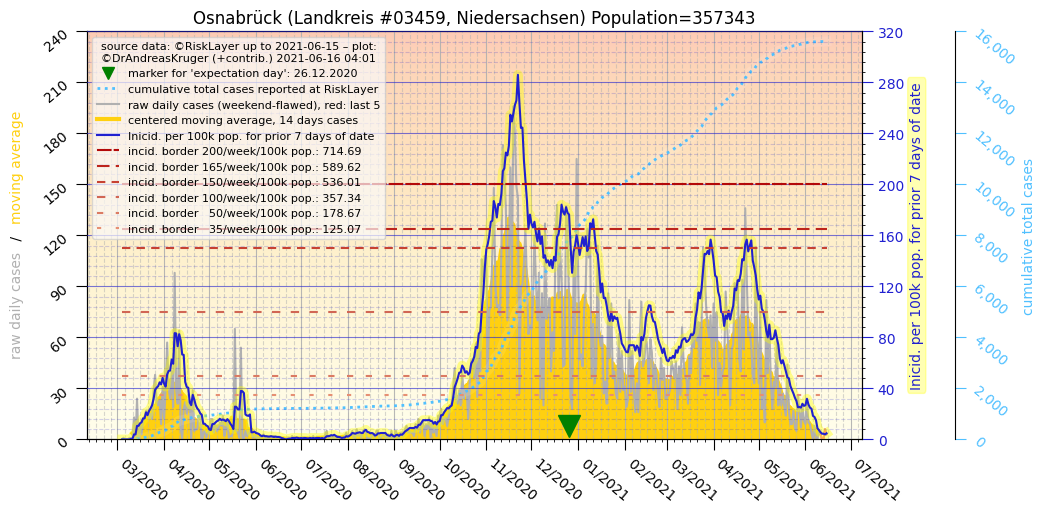 Osnabrück (Landkreis #03459, Niedersachsen) Population=357343
source data: ©RiskLayer up to 2021-06-15 – plot:
©DrAndreasKruger (+contrib.) 2021-06-16 04:01
marker for 'expectation day': 26.12.2020
cumulative total cases reported at RiskLayer
raw daily cases (weekend-flawed), red: last 5
centered moving average, 14 days cases
Inicid. per 100k pop. for prior 7 days of date
incid. border 200/week/100k pop.: 714.69
incid. border 165/week/100k pop.: 589.62
incid. border 150/week/100k pop.: 536.01
incid. border 100/week/100k pop.: 357.34
incid. border 50/week/100k pop.: 178.67
incid. border 35/week/100k pop.: 125.07
raw daily cases / moving average
240
210
180
150
120
90
60
30
0
03/2020
04/2020
05/2020
06/2020
07/2020
08/2020
09/2020
10/2020
11/2020
12/2020
01/2021
02/2021
03/2021
04/2021
05/2021
06/2021
07/2021
320
280
240
200
160
120
80
40
0
Inicid. per 100k pop. for prior 7 days of date
16,000
14,000
12,000
10,000
8,000
6,000
4,000
2,000
0
cumulative total cases